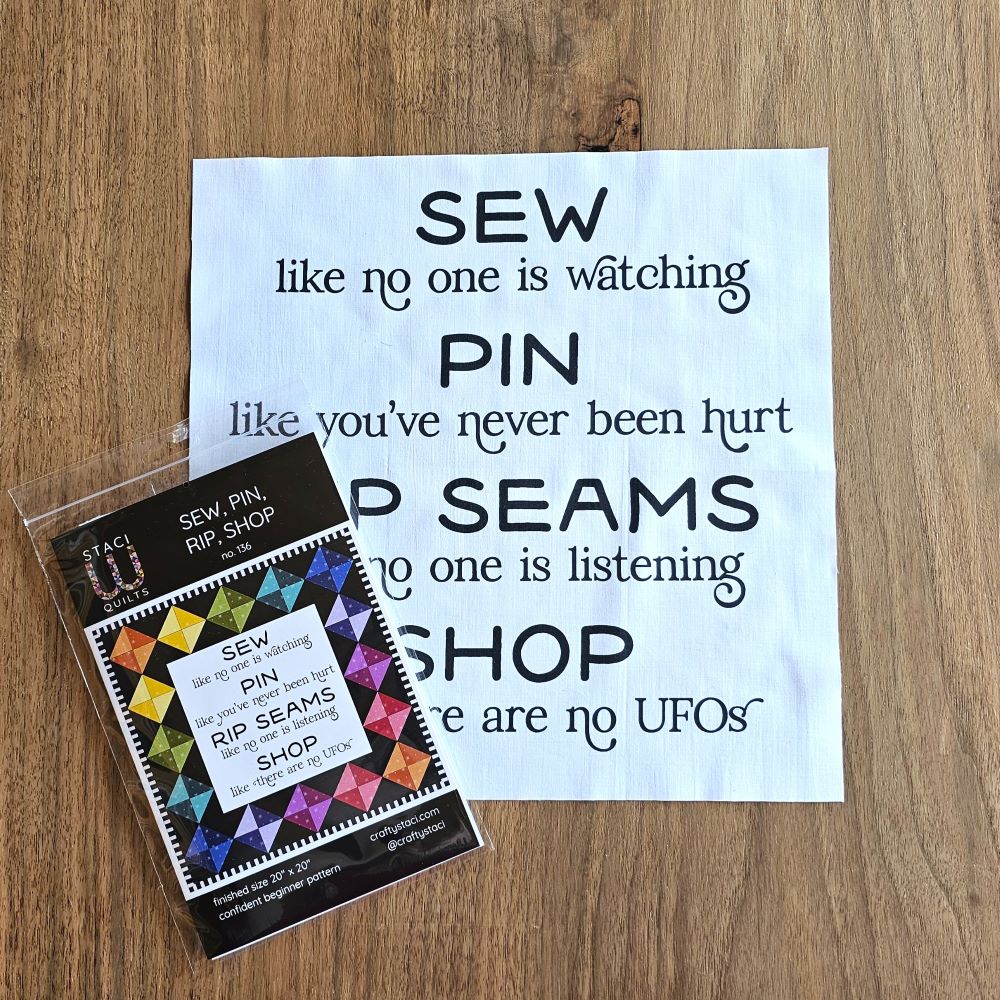 SEW
like no one is watching
PIN
like you've never been hurt
P SEAMS
no one is listening
SHOP
re are no UFOs
STACI
W
QUILTS
SEW, PIN,
RIP, SHOP
no. 136
SEW
like no one is watching
PIN
like you've never been hurt
RIP SEAMS
like no one is listening
SHOP
like there are no UFOs
craftystaci.com
@craftystaci
finished size 20" x 20"
confident beginner pattern